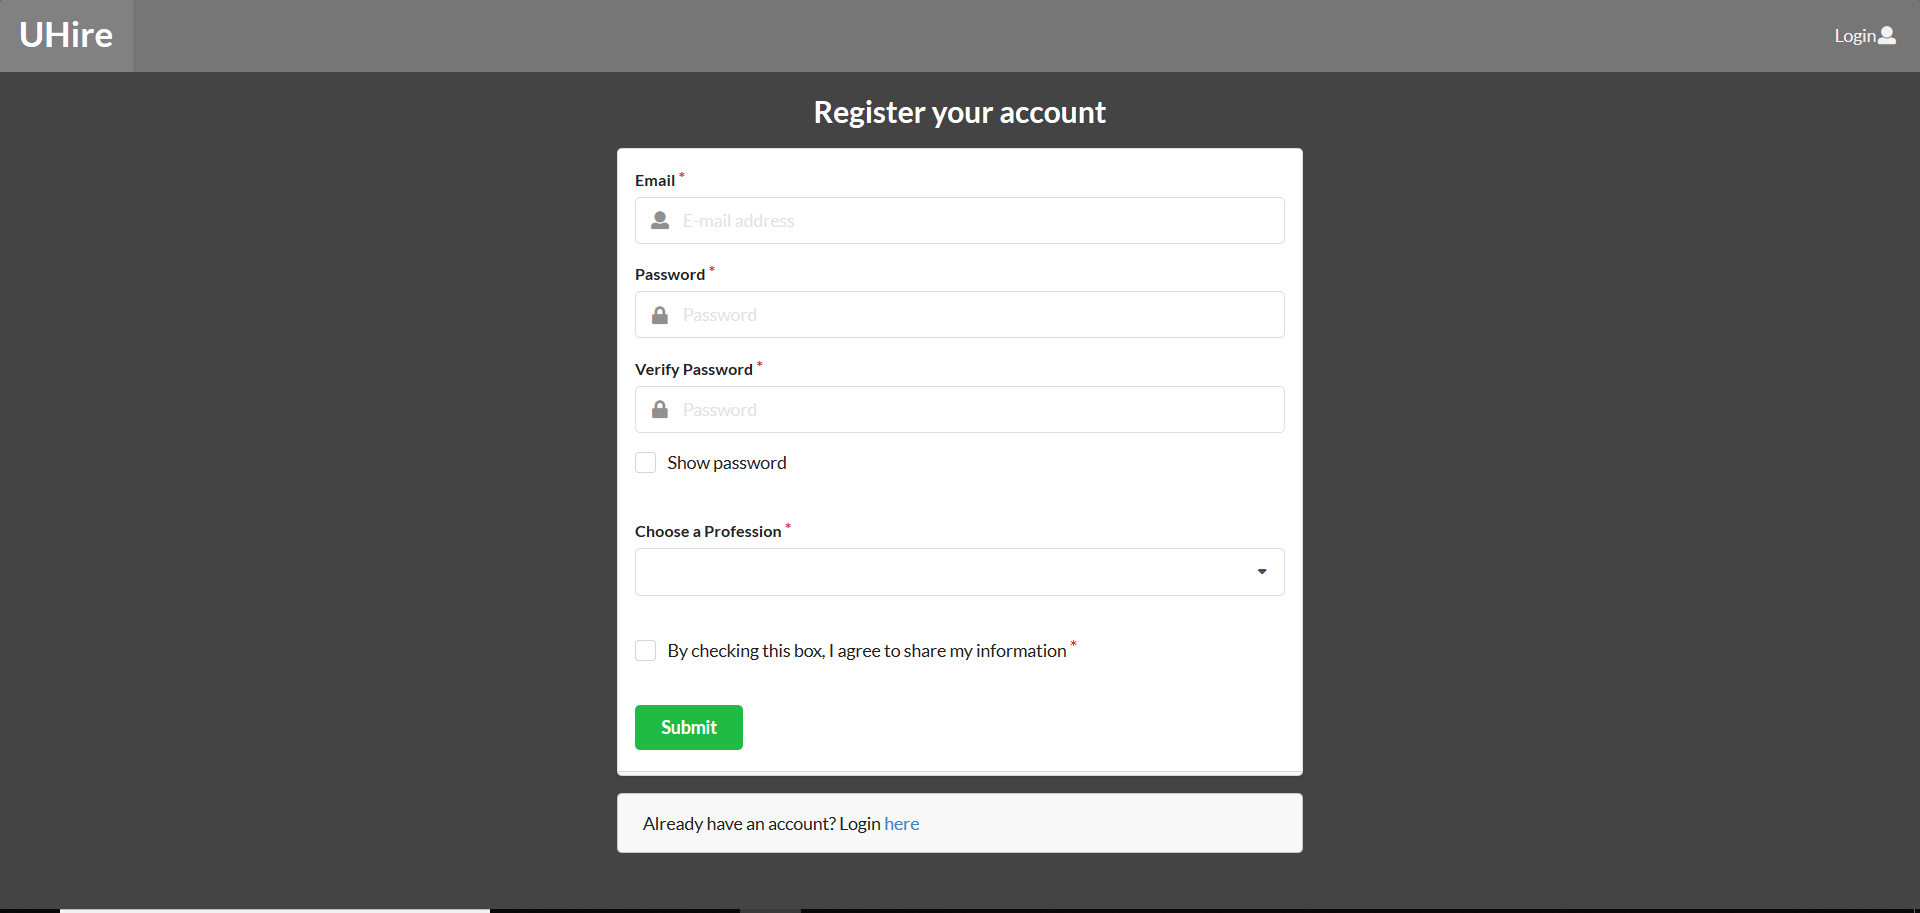 UHire
Login
Register your account
Email *
E-mail address
Password *
Password
Verify Password *
Password
Show password
Choose a Profession *
By checking this box, I agree to share my information *
Submit
Already have an account? Login here